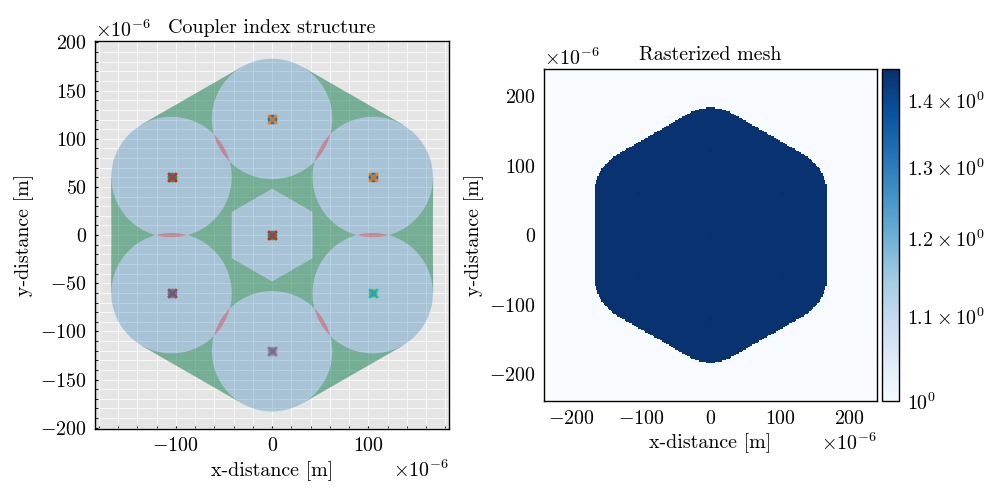 Coupler index structure
×10⁻⁶
200
150
100
50
0
−50
−100
−150
−200
y-distance [m]
−100 0 100
x-distance [m]
×10⁻⁶
Rasterized mesh
×10⁻⁶
200
100
0
−100
−200
y-distance [m]
−200 −100 0 100 200
x-distance [m]
×10⁻⁶
1.4 × 10⁰
1.3 × 10⁰
1.2 × 10⁰
1.1 × 10⁰
10⁰